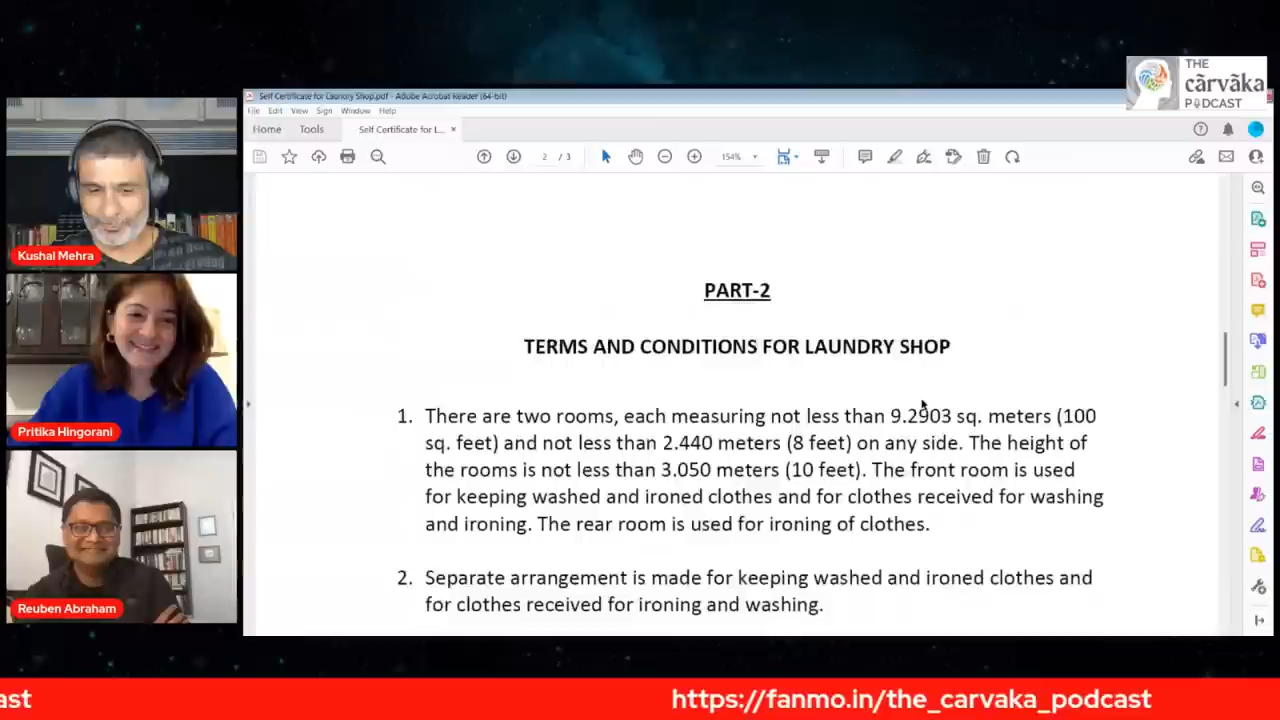 THE
cārvāka
PODCAST
Self Certificate for Laundry Shop.pdf - Adobe Acrobat Reader (64-bit)
File Edit View Sign Window Help
Home Tools Self Certificate for L... ×
2 / 3 154%
PART-2
TERMS AND CONDITIONS FOR LAUNDRY SHOP
1. There are two rooms, each measuring not less than 9.2903 sq. meters (100
sq. feet) and not less than 2.440 meters (8 feet) on any side. The height of
the rooms is not less than 3.050 meters (10 feet). The front room is used
for keeping washed and ironed clothes and for clothes received for washing
and ironing. The rear room is used for ironing of clothes.
2. Separate arrangement is made for keeping washed and ironed clothes and
for clothes received for ironing and washing.
Kushal Mehra
Pritika Hingorani
Reuben Abraham
ast
https://fanmo.in/the_carvaka_podcast